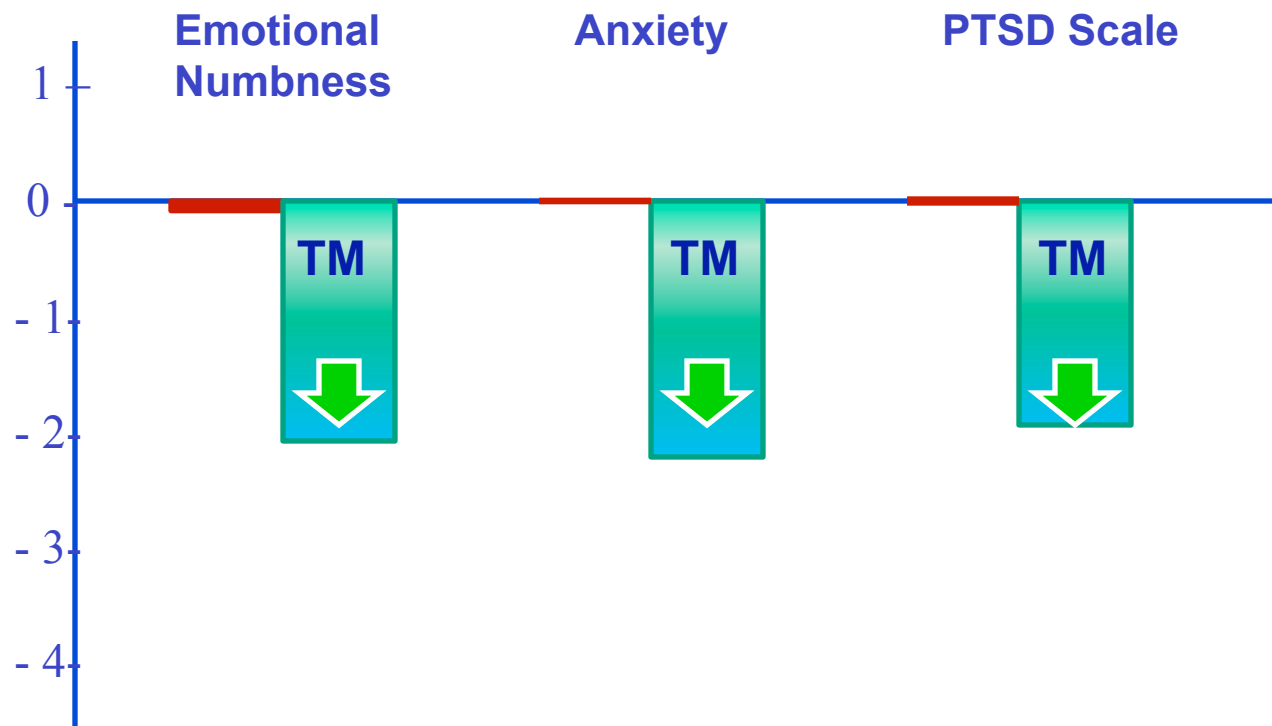 Emotional
Numbness
Anxiety
PTSD Scale
1
0
TM
TM
TM
- 1
- 2
- 3
- 4